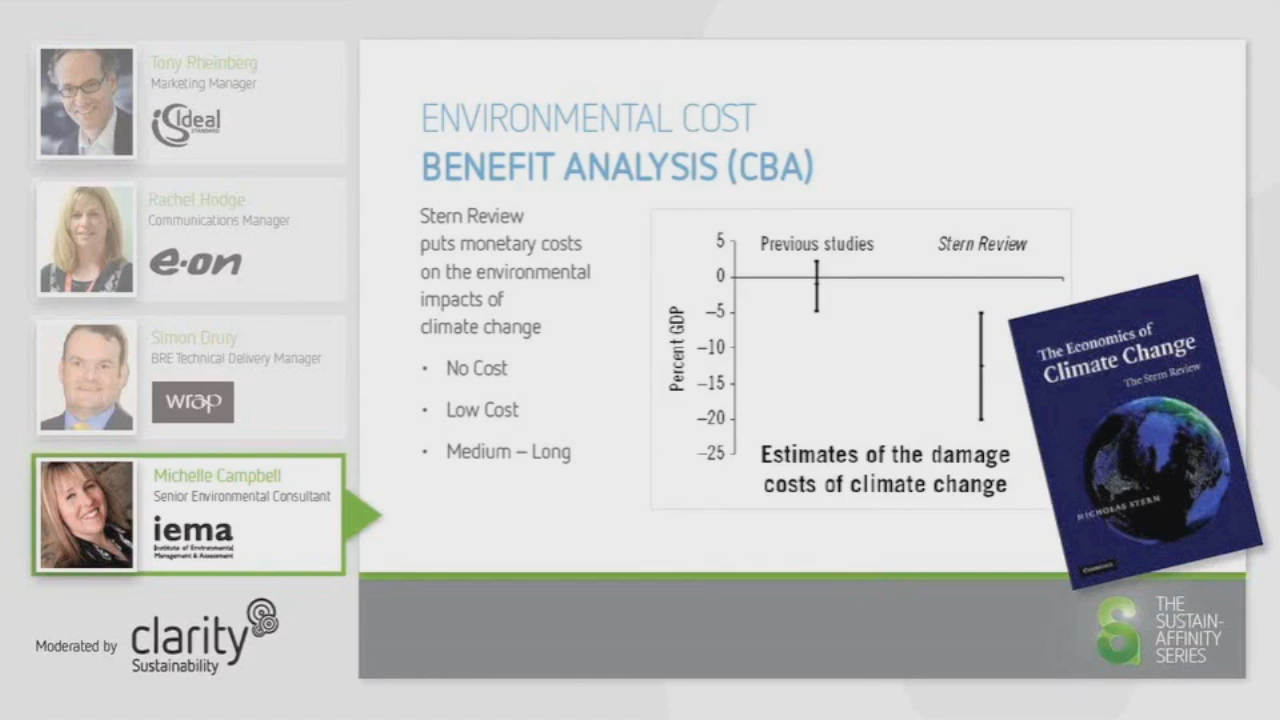 Tony Rheinberg
Marketing Manager
Ideal
STANDARD
Rachel Hodge
Communications Manager
e·on
Simon Drury
BRE Technical Delivery Manager
wrap
Michelle Campbell
Senior Environmental Consultant
iema
Institute of Environmental
Management & Assessment
Moderated by
clarity
Sustainability
ENVIRONMENTAL COST
BENEFIT ANALYSIS (CBA)
Stern Review
puts monetary costs
on the environmental
impacts of
climate change
• No Cost
• Low Cost
• Medium – Long
Previous studies
Stern Review
Percent GDP
5
0
–5
–10
–15
–20
–25
Estimates of the damage
costs of climate change
The Economics of
Climate Change
The Stern Review
NICHOLAS STERN
CAMBRIDGE
THE
SUSTAIN-
AFFINITY
SERIES